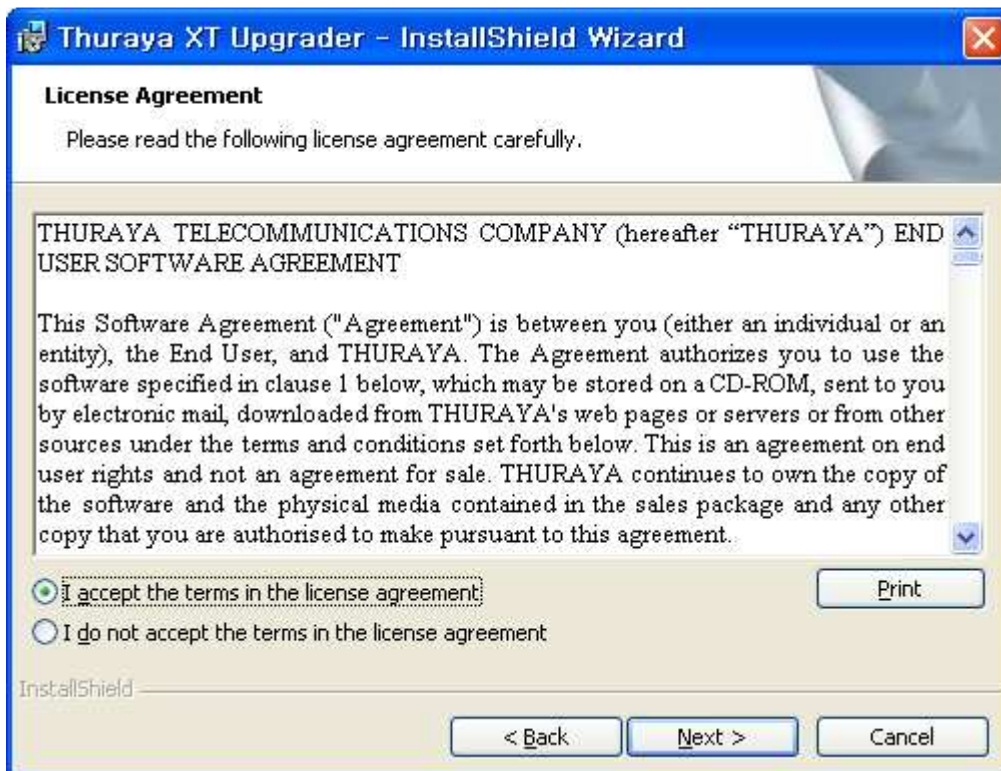 Thuraya XT Upgrader - InstallShield Wizard
License Agreement
Please read the following license agreement carefully.
THURAYA TELECOMMUNICATIONS COMPANY (hereafter “THURAYA”) END
USER SOFTWARE AGREEMENT
This Software Agreement ("Agreement") is between you (either an individual or an
entity), the End User, and THURAYA. The Agreement authorizes you to use the
software specified in clause 1 below, which may be stored on a CD-ROM, sent to you
by electronic mail, downloaded from THURAYA's web pages or servers or from other
sources under the terms and conditions set forth below. This is an agreement on end
user rights and not an agreement for sale. THURAYA continues to own the copy of
the software and the physical media contained in the sales package and any other
copy that you are authorised to make pursuant to this agreement.
I accept the terms in the license agreement
Print
I do not accept the terms in the license agreement
InstallShield
< Back
Next >
Cancel